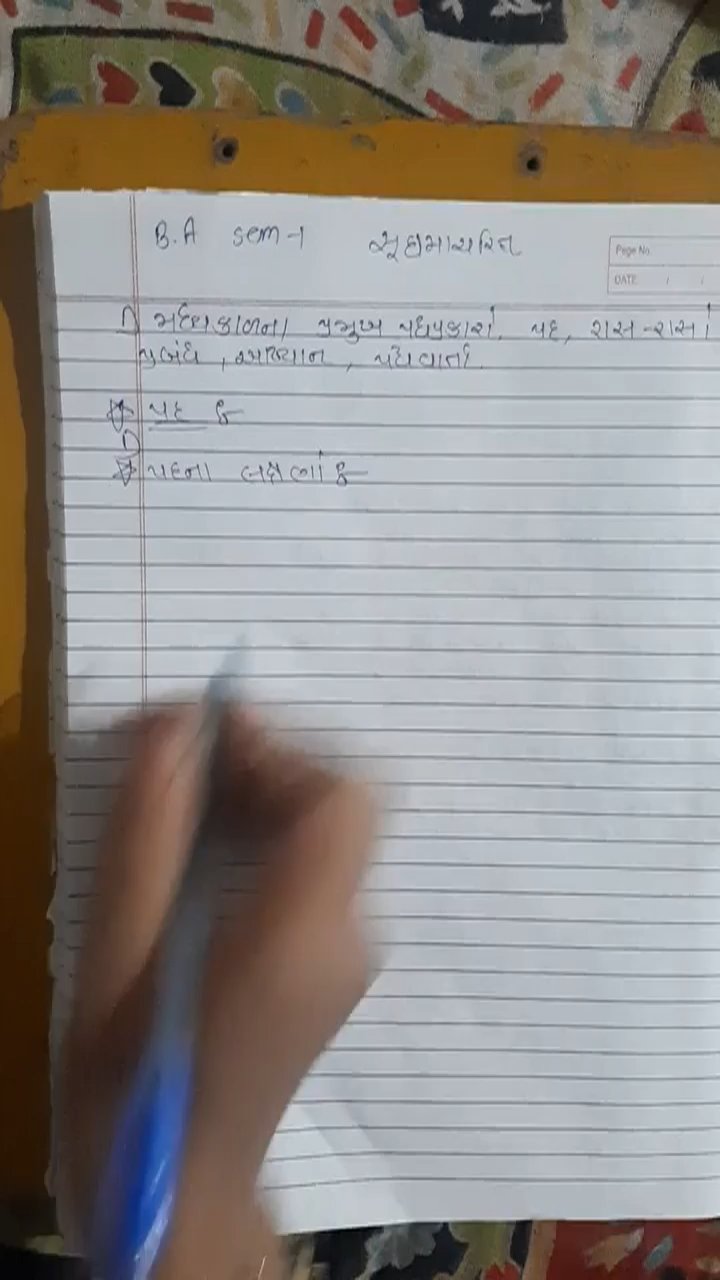 B.A sem-1 સૂદામાચરિત
Page No.
DATE / /
1) મધ્યકાળના પ્રમુખ પદ્યપ્રકારો. પદ, રાસ-રાસો
પ્રબંધ, આખ્યાન, પદ્યવાર્તા.
પદ :-
1)
પદના લક્ષણો :-